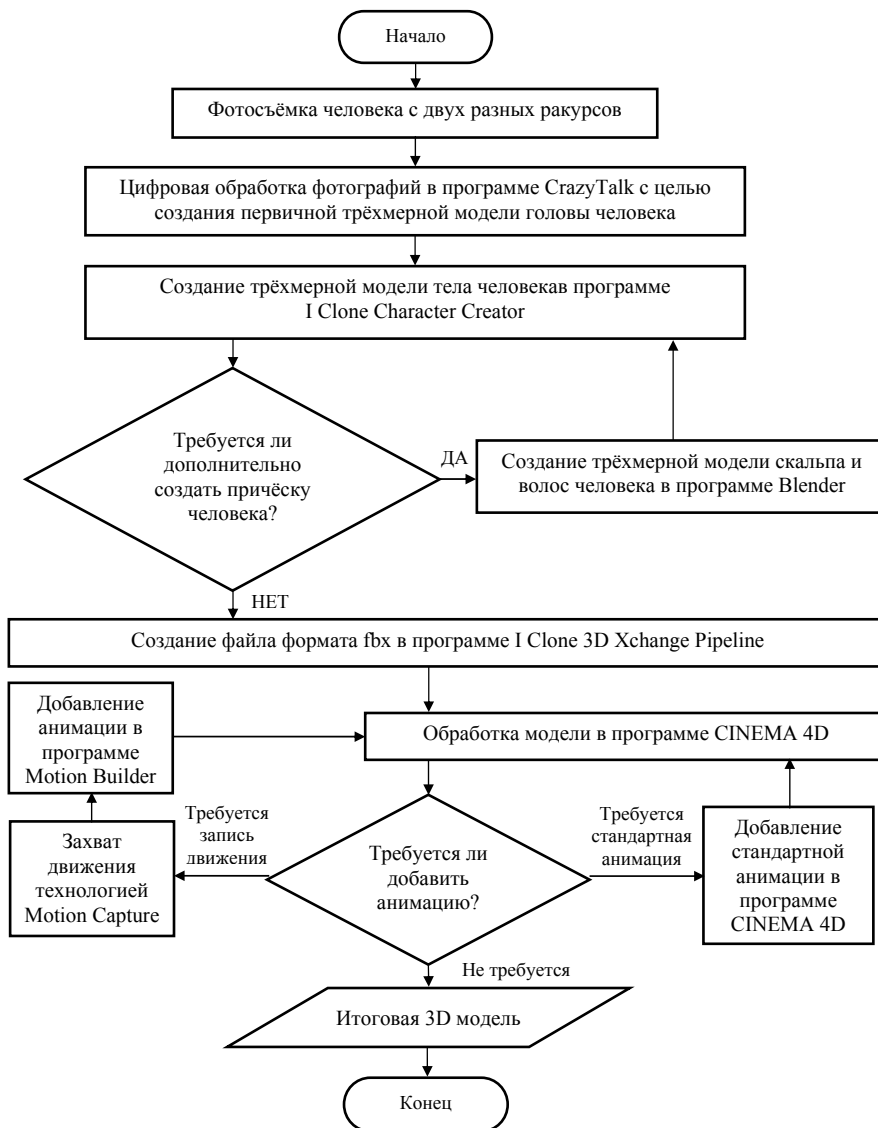 Начало
Фотосъёмка человека с двух разных ракурсов
Цифровая обработка фотографий в программе CrazyTalk с целью
создания первичной трёхмерной модели головы человека
Создание трёхмерной модели тела человекав программе
I Clone Character Creator
Требуется ли
дополнительно
создать причёску
человека?
ДА
Создание трёхмерной модели скальпа и
волос человека в программе Blender
НЕТ
Создание файла формата fbx в программе I Clone 3D Xchange Pipeline
Добавление
анимации в
программе
Motion Builder
Обработка модели в программе CINEMA 4D
Захват
движения
технологией
Motion Capture
Требуется
запись
движения
Требуется ли
добавить
анимацию?
Требуется
стандартная
анимация
Добавление
стандартной
анимации в
программе
CINEMA 4D
Не требуется
Итоговая 3D модель
Конец